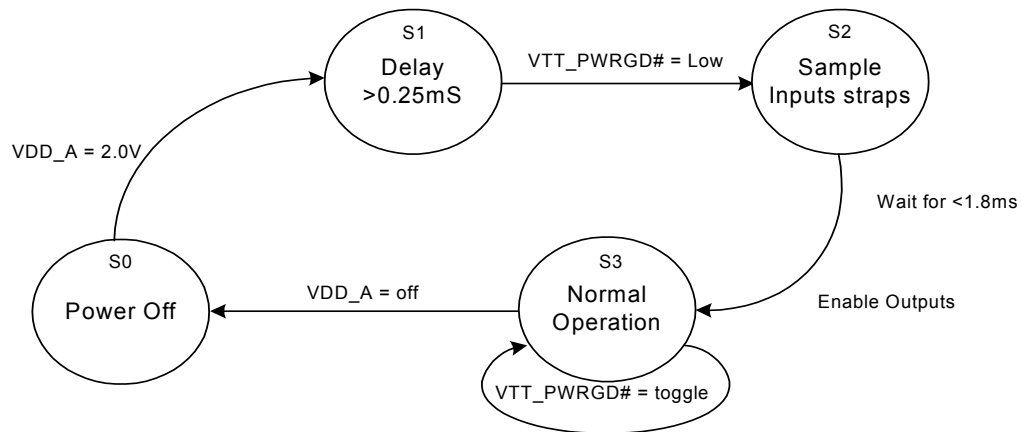 S1
Delay
>0.25mS
VTT_PWRGD# = Low
S2
Sample
Inputs straps
VDD_A = 2.0V
Wait for <1.8ms
S0
Power Off
VDD_A = off
S3
Normal
Operation
Enable Outputs
VTT_PWRGD# = toggle